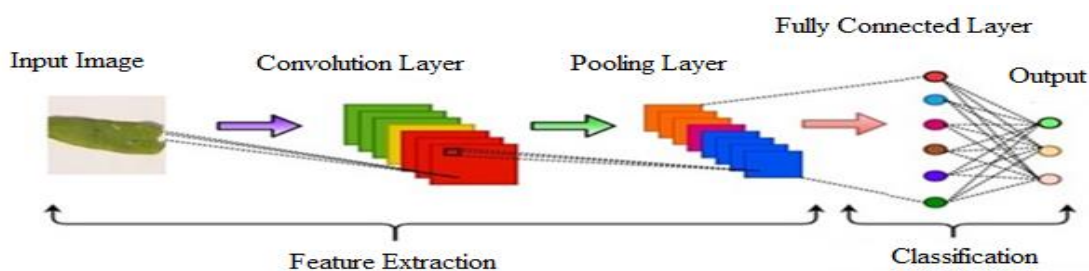 Fully Connected Layer
Input Image
Convolution Layer
Pooling Layer
Output
Feature Extraction
Classification